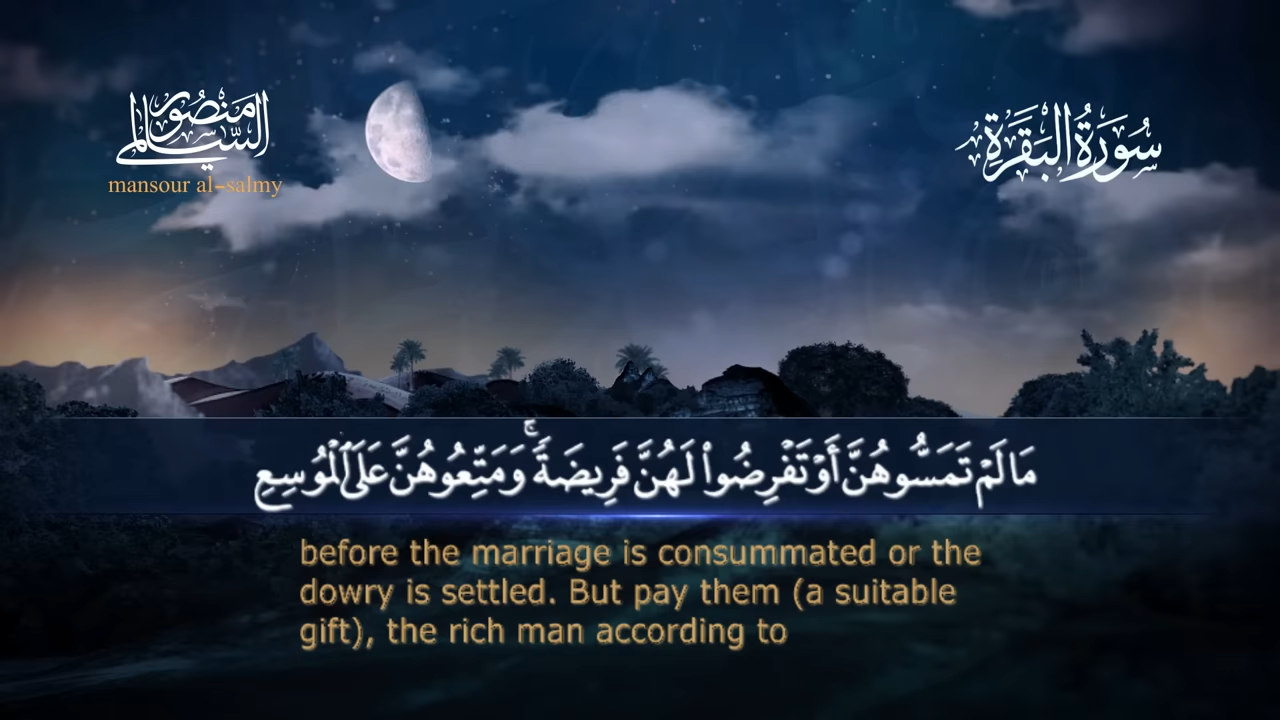 منصور السالمي
mansour al-salmy
سُورَةُ البَقَرَةِ
مَا لَمْ تَمَسُّوهُنَّ أَوْ تَفْرِضُوا۟ لَهُنَّ فَرِيضَةًۚ وَمَتِّعُوهُنَّ عَلَى ٱلْمُوسِعِ
before the marriage is consummated or the
dowry is settled. But pay them (a suitable
gift), the rich man according to